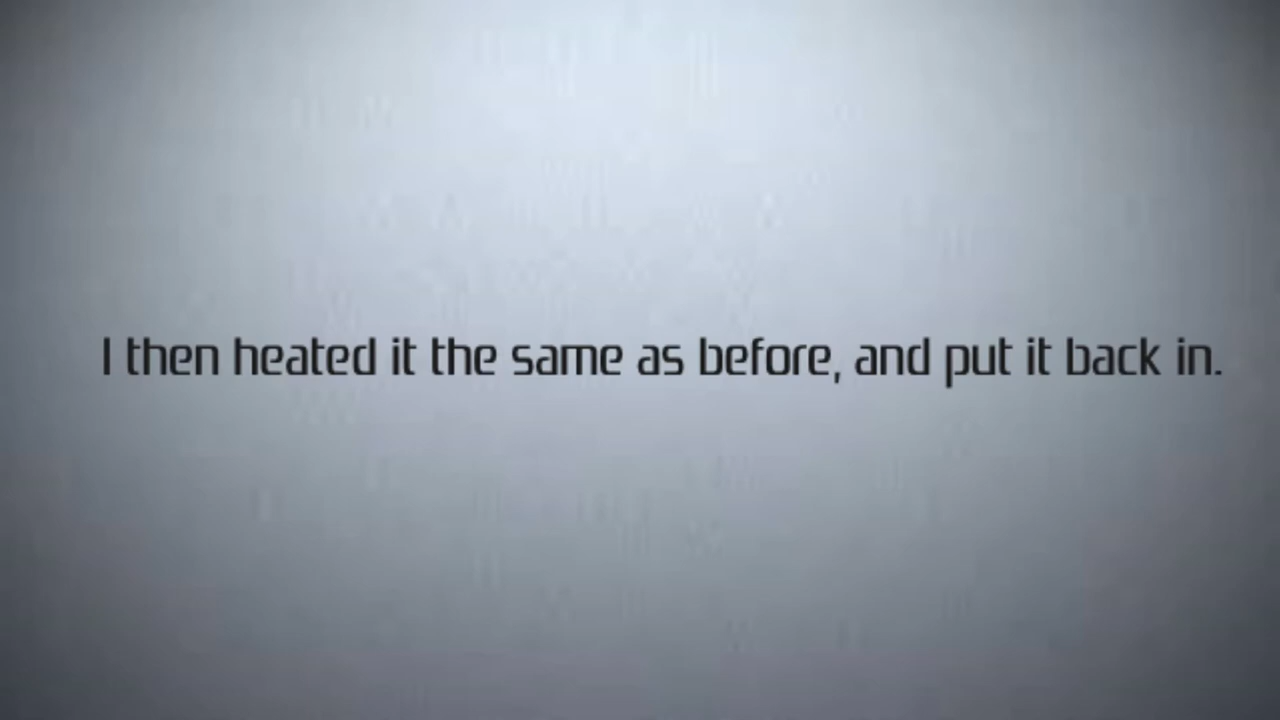 I then heated it the same as before, and put it back in.